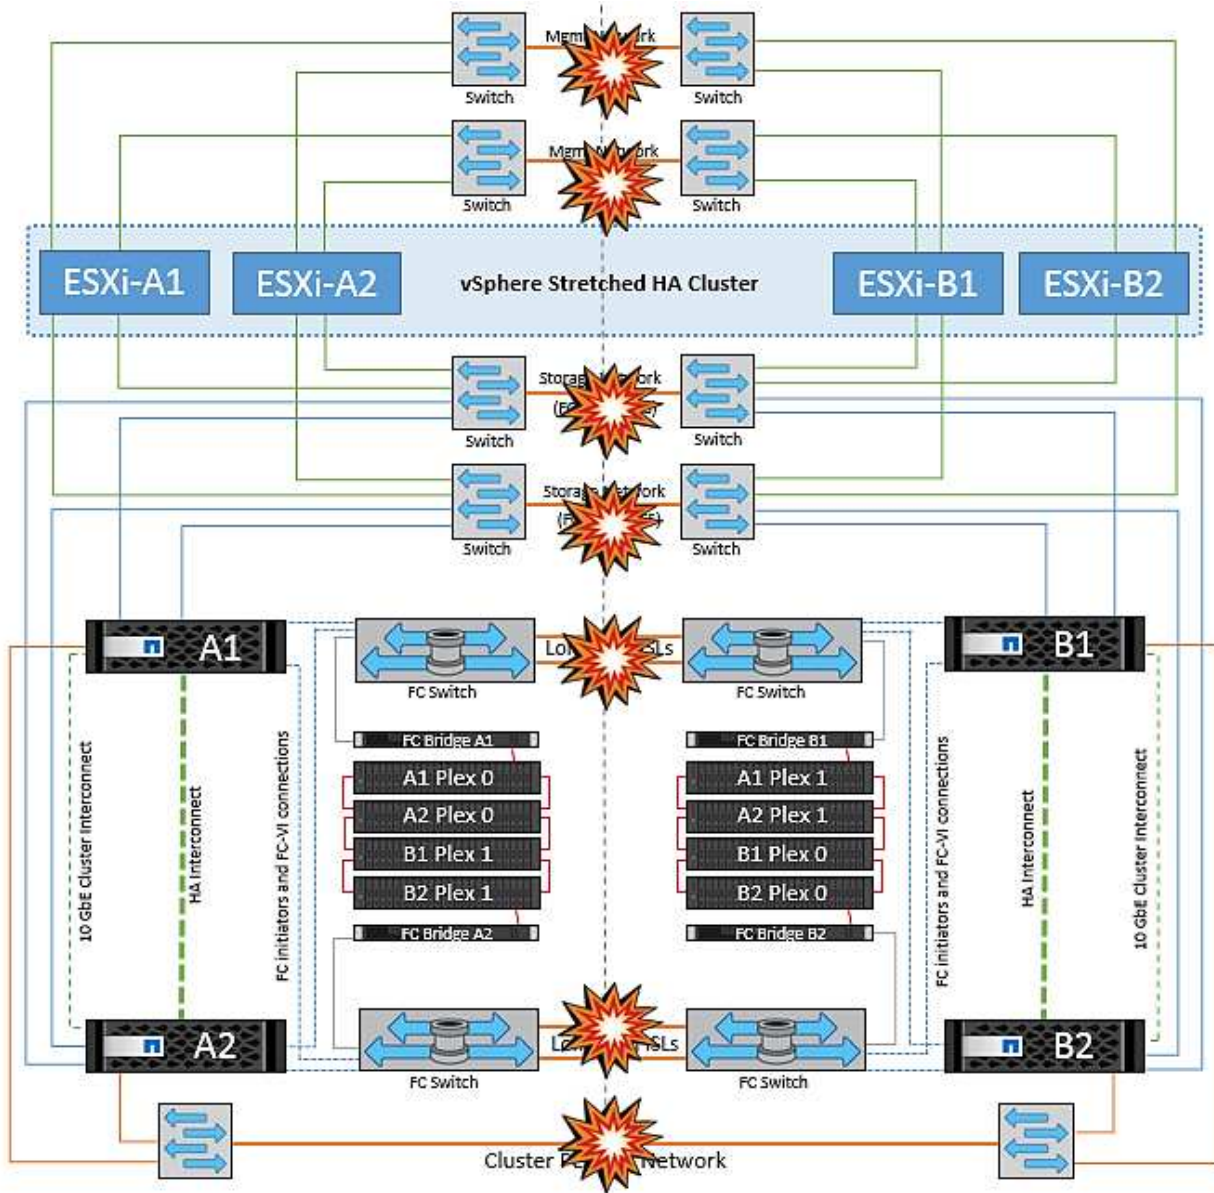 Switch
Switch
Network
Switch
Switch
ESXi-A1
ESXi-A2
vSphere Stretched HA Cluster
ESXi-B1
ESXi-B2
Switch
Switch
Storage Network
Switch
Switch
A1
B1
FC Switch
FC Switch
FC Bridge A1
FC Bridge B1
A1 Plex 0
A1 Plex 1
A2 Plex 0
A2 Plex 1
B1 Plex 1
B1 Plex 0
B2 Plex 1
B2 Plex 0
FC Bridge A2
FC Bridge B2
10 GbE Cluster Interconnect
HA Interconnect
FC initiators and FC-VI connections
FC initiators and FC-VI connections
HA Interconnect
10 GbE Cluster Interconnect
A2
B2
ISLs
FC Switch
FC Switch
Cluster Network